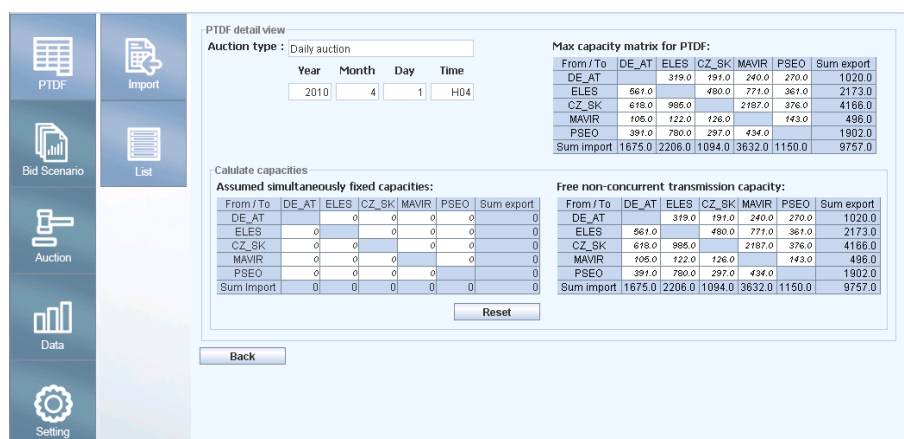 PTDF
Bid Scenario
Auction
Data
Setting
Import
List
PTDF detail view
Auction type : Daily auction
Year Month Day Time
2010 4 1 H04
Max capacity matrix for PTDF:
From / To DE_AT ELES CZ_SK MAVIR PSEO Sum export
DE_AT 319.0 191.0 240.0 270.0 1020.0
ELES 561.0 480.0 771.0 361.0 2173.0
CZ_SK 618.0 985.0 2187.0 376.0 4166.0
MAVIR 105.0 122.0 126.0 143.0 496.0
PSEO 391.0 780.0 297.0 434.0 1902.0
Sum import 1675.0 2206.0 1094.0 3632.0 1150.0 9757.0
Calulate capacities
Assumed simultaneously fixed capacities:
From / To DE_AT ELES CZ_SK MAVIR PSEO Sum export
DE_AT 0 0 0 0 0
ELES 0 0 0 0 0
CZ_SK 0 0 0 0 0
MAVIR 0 0 0 0 0
PSEO 0 0 0 0 0
Sum Import 0 0 0 0 0 0
Free non-concurrent transmission capacity:
From / To DE_AT ELES CZ_SK MAVIR PSEO Sum export
DE_AT 319.0 191.0 240.0 270.0 1020.0
ELES 561.0 480.0 771.0 361.0 2173.0
CZ_SK 618.0 985.0 2187.0 376.0 4166.0
MAVIR 105.0 122.0 126.0 143.0 496.0
PSEO 391.0 780.0 297.0 434.0 1902.0
Sum import 1675.0 2206.0 1094.0 3632.0 1150.0 9757.0
Reset
Back